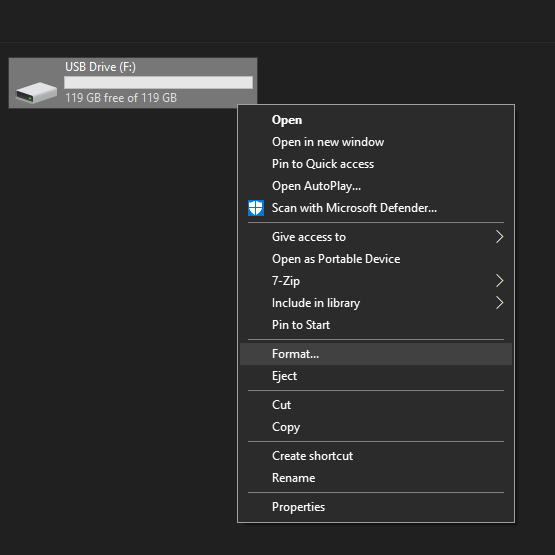 USB Drive (F:)
119 GB free of 119 GB
Open
Open in new window
Pin to Quick access
Open AutoPlay...
Scan with Microsoft Defender...
Give access to
Open as Portable Device
7-Zip
Include in library
Pin to Start
Format...
Eject
Cut
Copy
Create shortcut
Rename
Properties